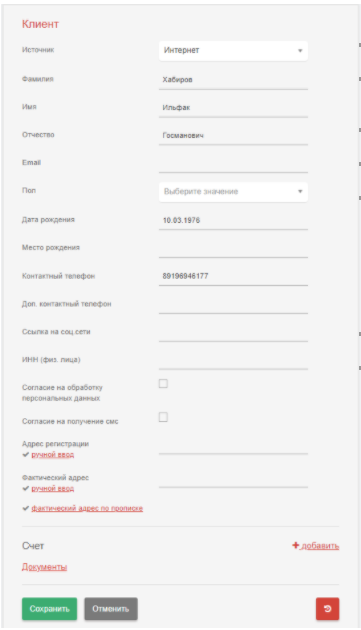 Клиент
Источник Интернет
Фамилия Хабиров
Имя Ильфак
Отчество Госманович
Email
Пол Выберите значение
Дата рождения 10.03.1976
Место рождения
Контактный телефон 89196946177
Доп. контактный телефон
Ссылка на соц.сети
ИНН (физ. лица)
Согласие на обработку
персональных данных
Согласие на получение смс
Адрес регистрации
ручной ввод
Фактический адрес
ручной ввод
фактический адрес по прописке
Счет + добавить
Документы
Сохранить Отменить